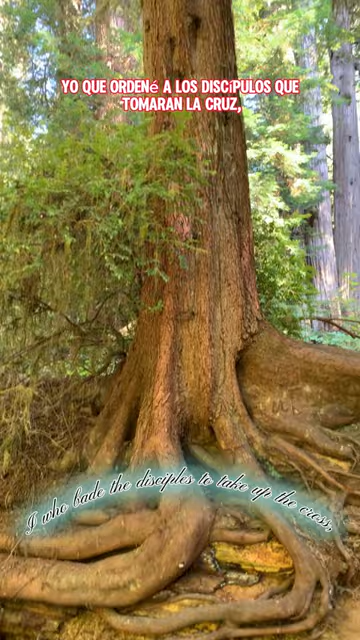 YO QUE ORDENé A LOS DISCíPULOS QUE
TOMARAN LA CRUZ,
I who bade the disciples to take up the cross,